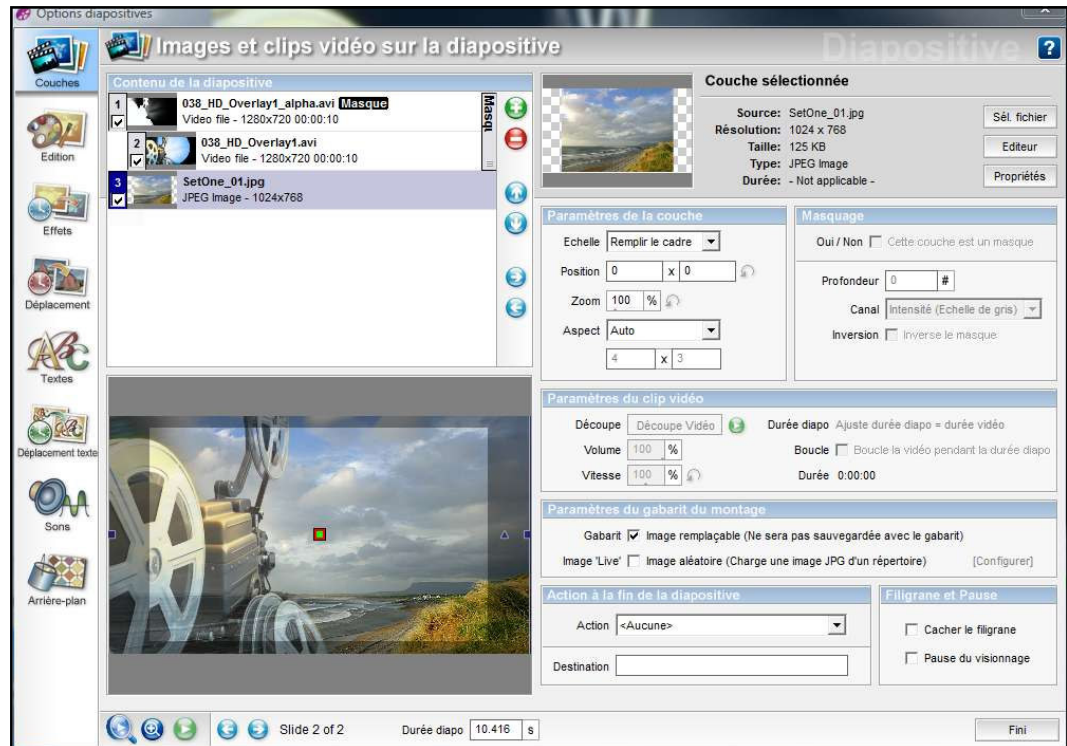 Options diapositives
Images et clips vidéo sur la diapositive
Diapositive
?
Couches
Edition
Effets
Déplacement
Textes
Déplacement texte
Sons
Arrière-plan
Contenu de la diapositive
1
038_HD_Overlay1_alpha.avi Masque
Video file - 1280x720 00:00:10
Masqu
2
038_HD_Overlay1.avi
Video file - 1280x720 00:00:10
3
SetOne_01.jpg
JPEG Image - 1024x768
Couche sélectionnée
Source: SetOne_01.jpg
Résolution: 1024 x 768
Taille: 125 KB
Type: JPEG Image
Durée: - Not applicable -
Sél. fichier
Editeur
Propriétés
Paramètres de la couche
Echelle Remplir le cadre
Position 0 x 0
Zoom 100 %
Aspect Auto
4 x 3
Masquage
Oui / Non Cette couche est un masque
Profondeur 0 #
Canal Intensité (Echelle de gris)
Inversion Inverse le masque
Paramètres du clip vidéo
Découpe Découpe Vidéo
Durée diapo Ajuste durée diapo = durée vidéo
Volume 100 %
Boucle Boucle la vidéo pendant la durée diapo
Vitesse 100 %
Durée 0:00:00
Paramètres du gabarit du montage
Gabarit Image remplaçable (Ne sera pas sauvegardée avec le gabarit)
Image 'Live' Image aléatoire (Charge une image JPG d'un répertoire) [Configurer]
Action à la fin de la diapositive
Action <Aucune>
Destination
Filigrane et Pause
Cacher le filigrane
Pause du visionnage
Slide 2 of 2
Durée diapo 10.416 s
Fini